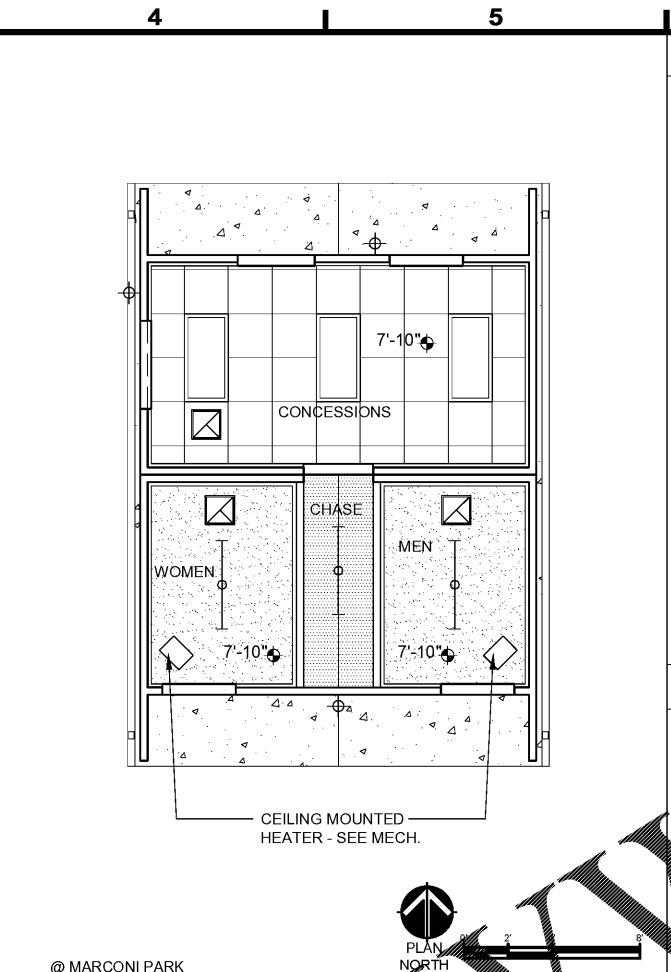 4 5
7'-10"
CONCESSIONS
CHASE
MEN
WOMEN
7'-10" 7'-10"
CEILING MOUNTED
HEATER - SEE MECH.
PLAN
NORTH
0' 2' 8'
@ MARCONI PARK